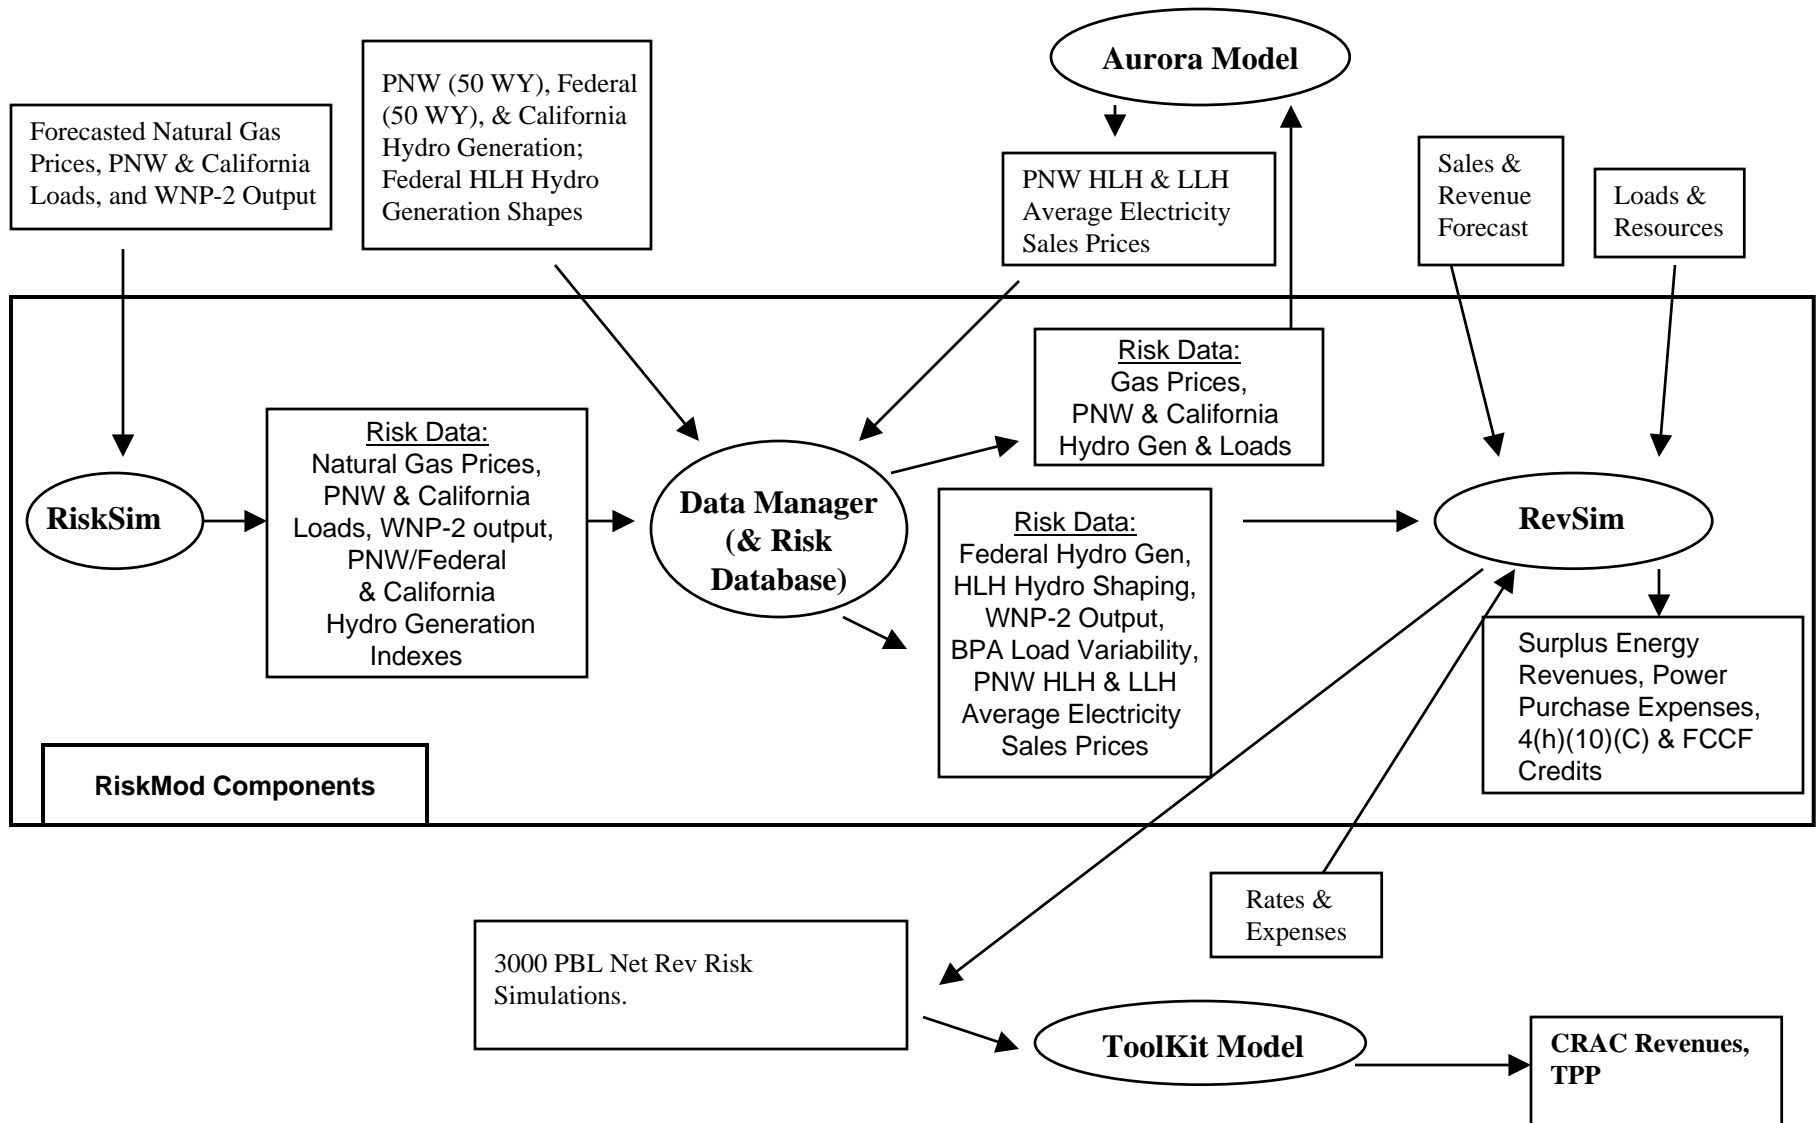 Aurora Model
PNW (50 WY), Federal
(50 WY), & California
Hydro Generation;
Federal HLH Hydro
Generation Shapes
Forecasted Natural Gas
Prices, PNW & California
Loads, and WNP-2 Output
PNW HLH & LLH
Average Electricity
Sales Prices
Sales &
Revenue
Forecast
Loads &
Resources
Risk Data:
Gas Prices,
PNW & California
Hydro Gen & Loads
RiskSim
Risk Data:
Natural Gas Prices,
PNW & California
Loads, WNP-2 output,
PNW/Federal
& California
Hydro Generation
Indexes
Data Manager
(& Risk
Database)
Risk Data:
Federal Hydro Gen,
HLH Hydro Shaping,
WNP-2 Output,
BPA Load Variability,
PNW HLH & LLH
Average Electricity
Sales Prices
RevSim
Surplus Energy
Revenues, Power
Purchase Expenses,
4(h)(10)(C) & FCCF
Credits
RiskMod Components
Rates &
Expenses
3000 PBL Net Rev Risk
Simulations.
ToolKit Model
CRAC Revenues,
TPP